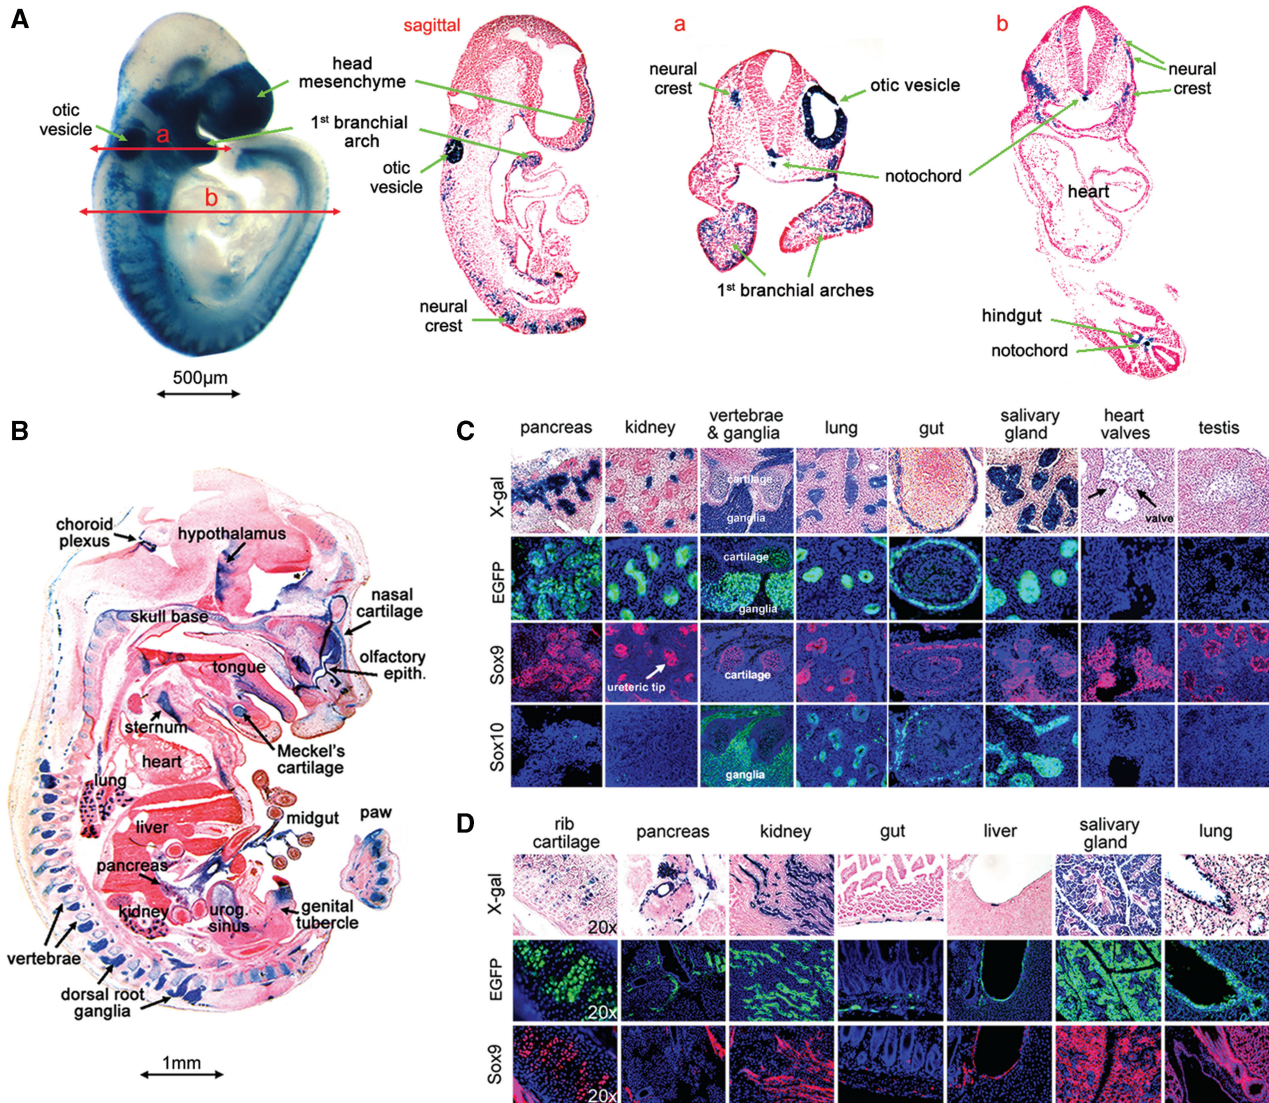 A
sagittal
a
b
head
mesenchyme
otic
vesicle
a
1st branchial
arch
otic
vesicle
b
neural
crest
500µm
neural
crest
otic vesicle
notochord
1st branchial arches
neural
crest
heart
hindgut
notochord
B
choroid
plexus
hypothalamus
nasal
cartilage
skull base
olfactory
epith.
tongue
sternum
Meckel's
cartilage
heart
lung
midgut
paw
liver
pancreas
kidney
urog.
sinus
genital
tubercle
vertebrae
dorsal root
ganglia
1mm
C
pancreas
kidney
vertebrae
& ganglia
lung
gut
salivary
gland
heart
valves
testis
X-gal
cartilage
ganglia
valve
EGFP
cartilage
ganglia
Sox9
ureteric tip
cartilage
Sox10
ganglia
D
rib
cartilage
pancreas
kidney
gut
liver
salivary
gland
lung
X-gal
20x
EGFP
20x
Sox9
20x